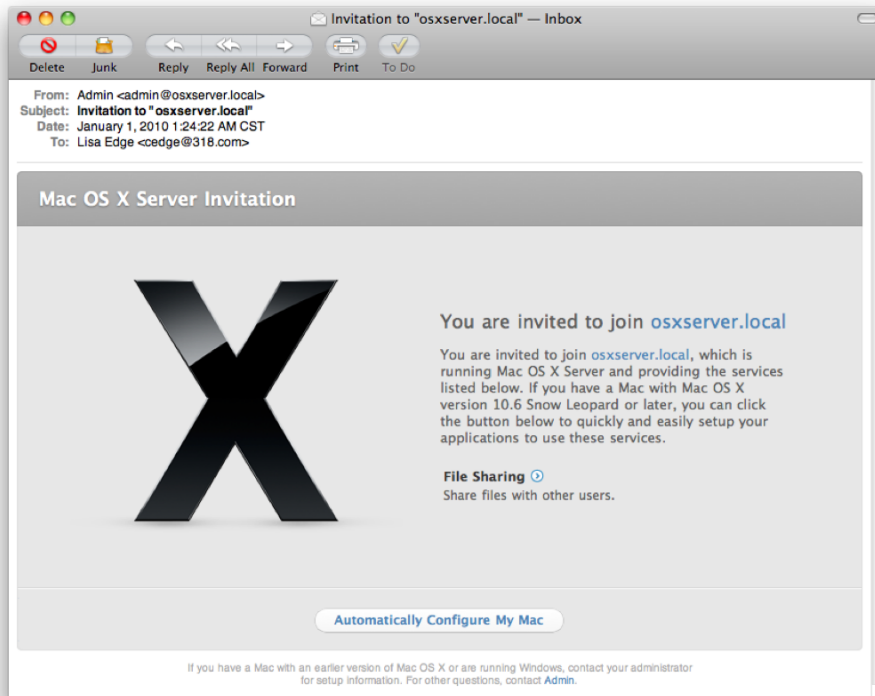 Invitation to "osxserver.local" — Inbox
Delete Junk Reply Reply All Forward Print To Do
From: Admin <admin@osxserver.local>
Subject: Invitation to "osxserver.local"
Date: January 1, 2010 1:24:22 AM CST
To: Lisa Edge <cedge@318.com>
Mac OS X Server Invitation
X
You are invited to join osxserver.local
You are invited to join osxserver.local, which is
running Mac OS X Server and providing the services
listed below. If you have a Mac with Mac OS X
version 10.6 Snow Leopard or later, you can click
the button below to quickly and easily setup your
applications to use these services.
File Sharing
Share files with other users.
Automatically Configure My Mac
If you have a Mac with an earlier version of Mac OS X or are running Windows, contact your administrator
for setup information. For other questions, contact Admin.